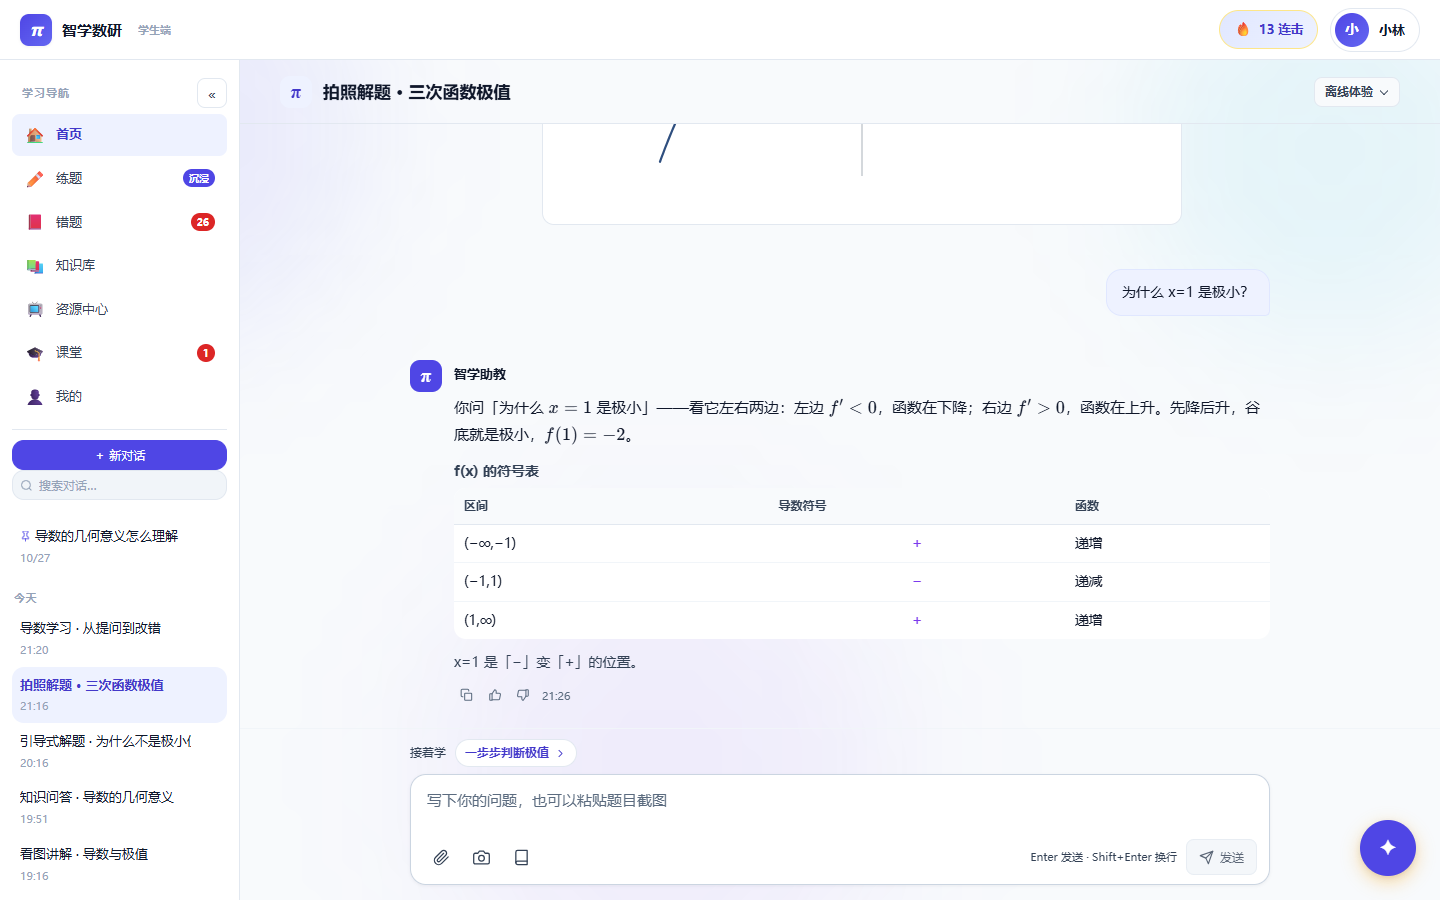 π 智学数研 学生端
13 连击
小 小林
学习导航 «
首页
练题 沉浸
错题 26
知识库
资源中心
课堂 1
我的
+ 新对话
搜索对话...
导数的几何意义怎么理解
10/27
今天
导数学习 · 从提问到改错
21:20
拍照解题 • 三次函数极值
21:16
引导式解题 · 为什么不是极小
20:16
知识问答 · 导数的几何意义
19:51
看图讲解 · 导数与极值
19:16
π 拍照解题 • 三次函数极值
离线体验
为什么 x=1 是极小?
π 智学助教
你问「为什么 x = 1 是极小」——看它左右两边：左边 f′ < 0，函数在下降；右边 f′ > 0，函数在上升。先降后升，谷
底就是极小，f(1) = −2。
f(x) 的符号表
区间 导数符号 函数
(−∞,−1) + 递增
(−1,1) − 递减
(1,∞) + 递增
x=1 是「−」变「+」的位置。
21:26
接着学 一步步判断极值 ›
写下你的问题，也可以粘贴题目截图
Enter 发送 · Shift+Enter 换行 发送